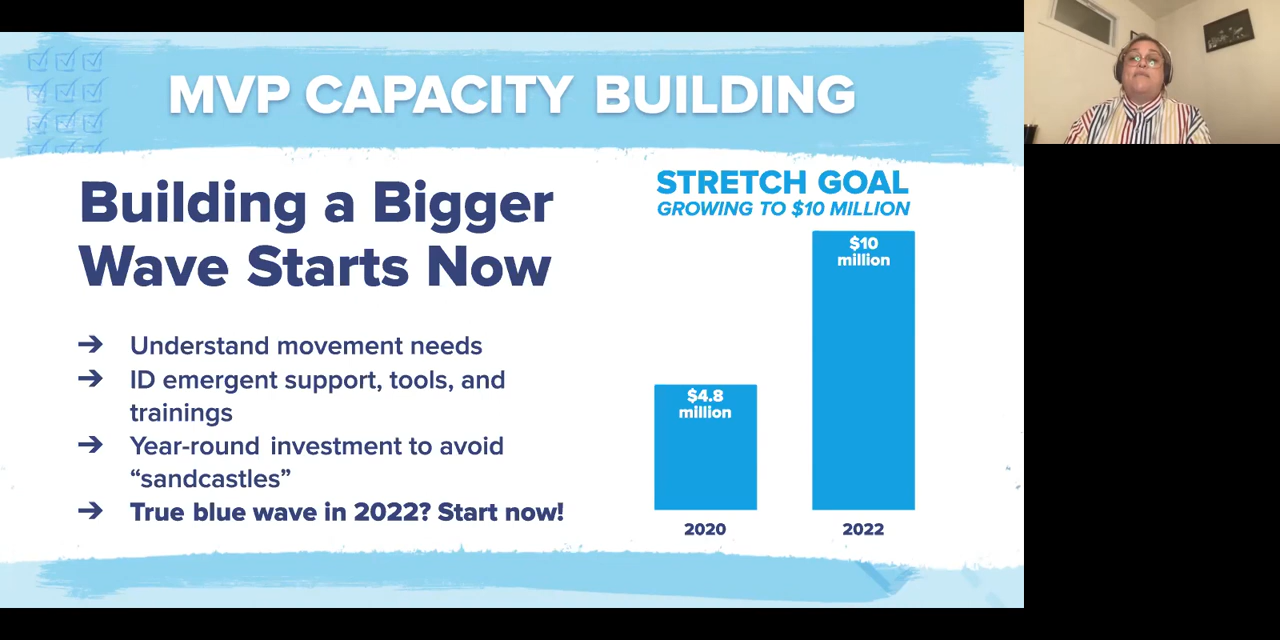 MVP CAPACITY BUILDING
Building a Bigger
Wave Starts Now
➔ Understand movement needs
➔ ID emergent support, tools, and
trainings
➔ Year-round investment to avoid
“sandcastles”
➔ True blue wave in 2022? Start now!
STRETCH GOAL
GROWING TO $10 MILLION
$4.8
million
$10
million
2020
2022